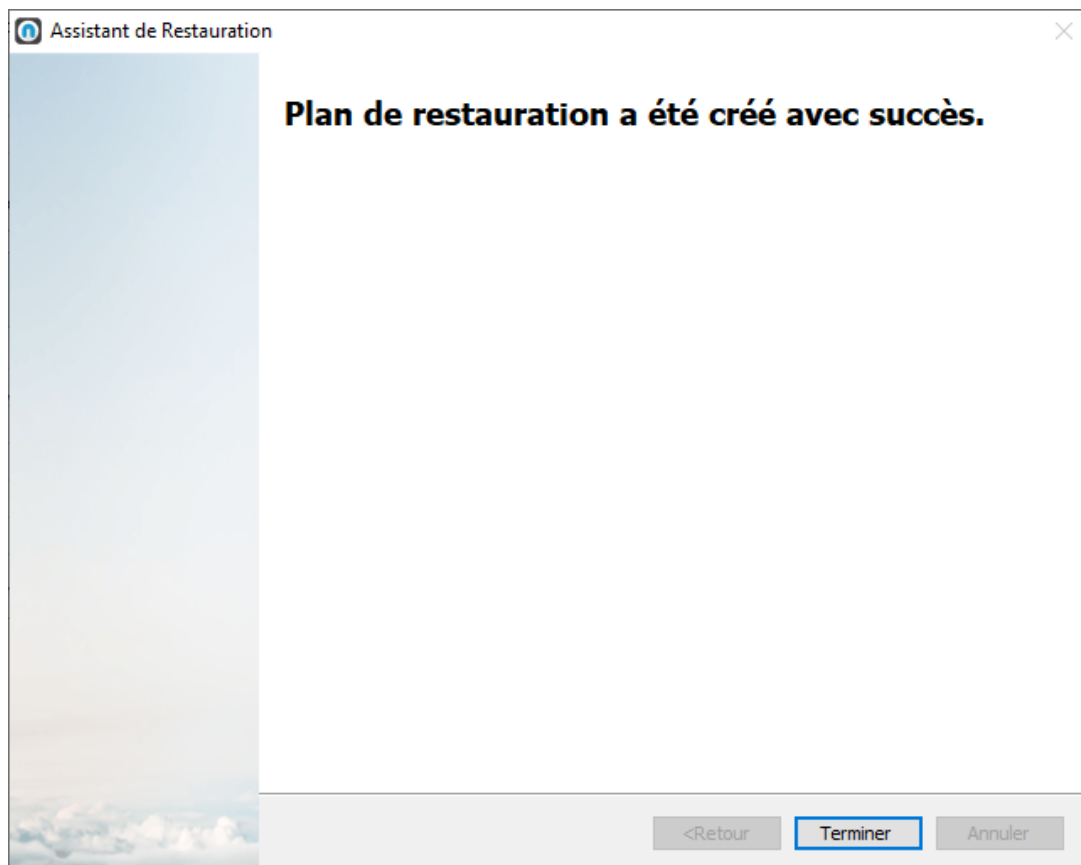 Assistant de Restauration
Plan de restauration a été créé avec succès.
<Retour
Terminer
Annuler